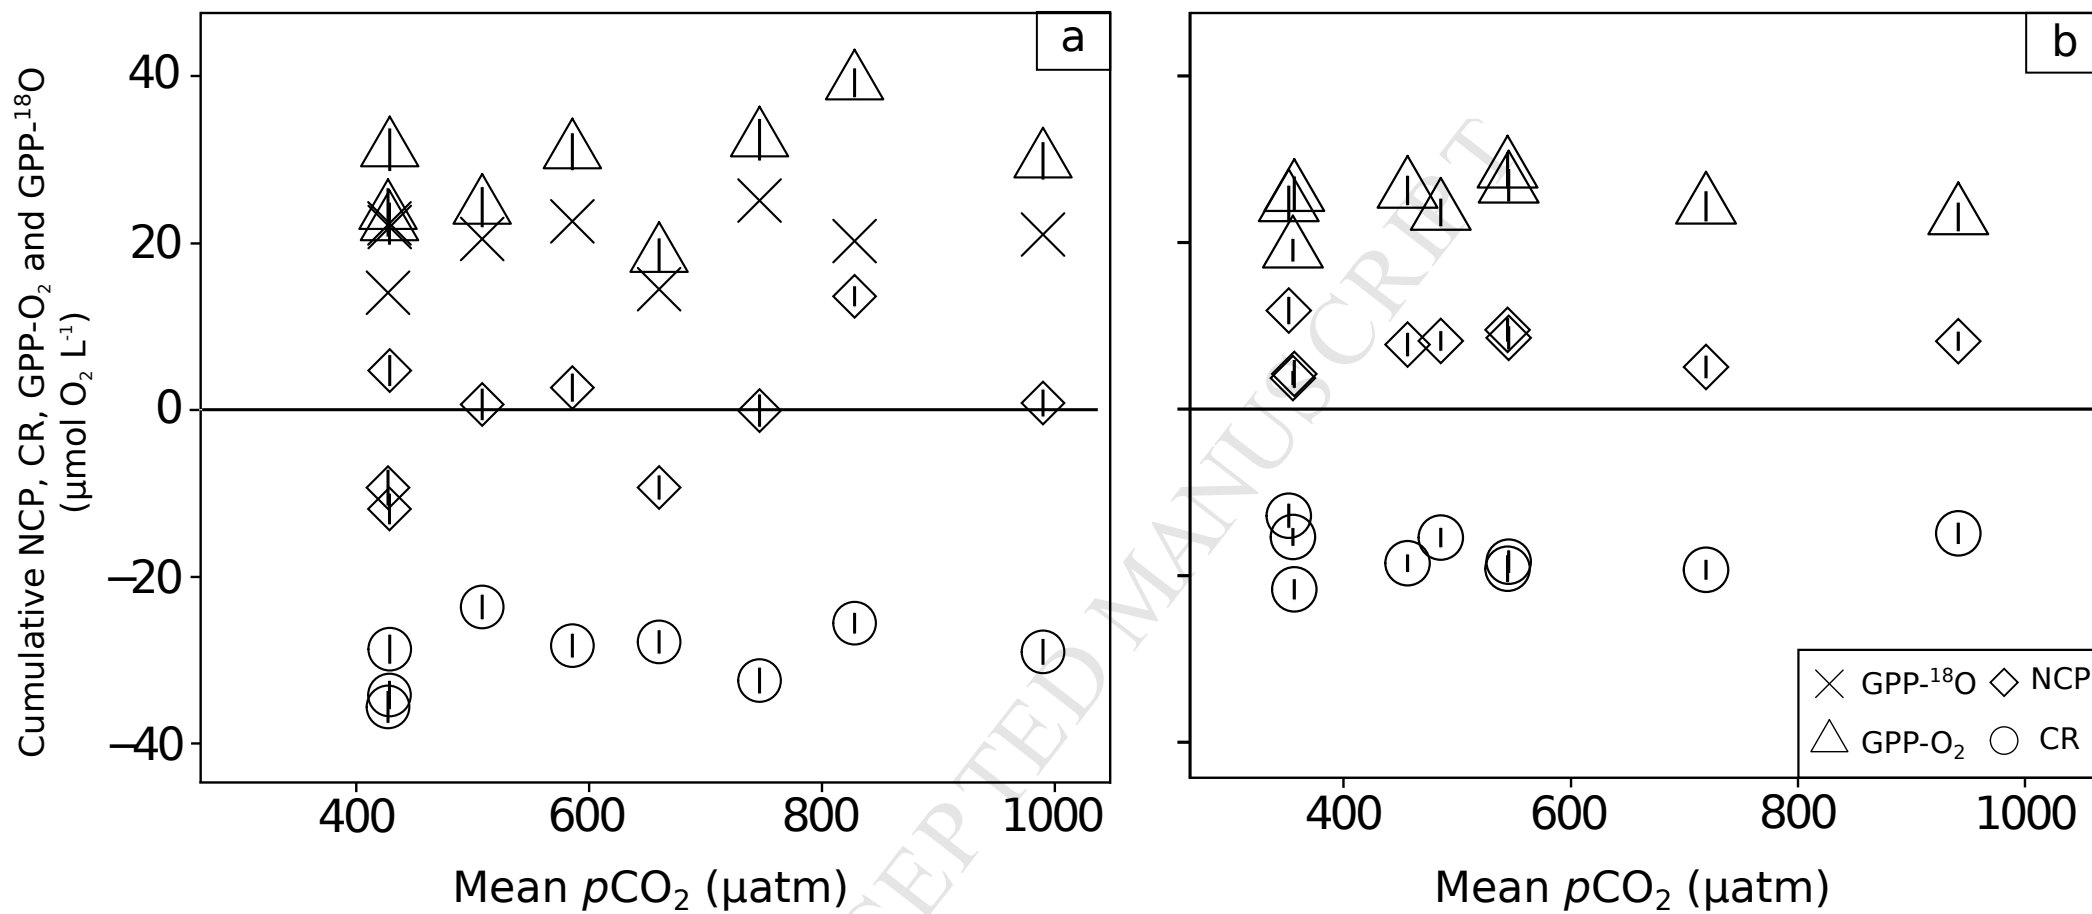 Cumulative NCP, CR, GPP-O₂ and GPP-¹⁸O
(µmol O₂ L⁻¹)
a
40
20
0
−20
−40
400 600 800 1000
Mean pCO₂ (µatm)
b
GPP-¹⁸O NCP
GPP-O₂ CR
400 600 800 1000
Mean pCO₂ (µatm)
CEPTED MANUSCRIPT